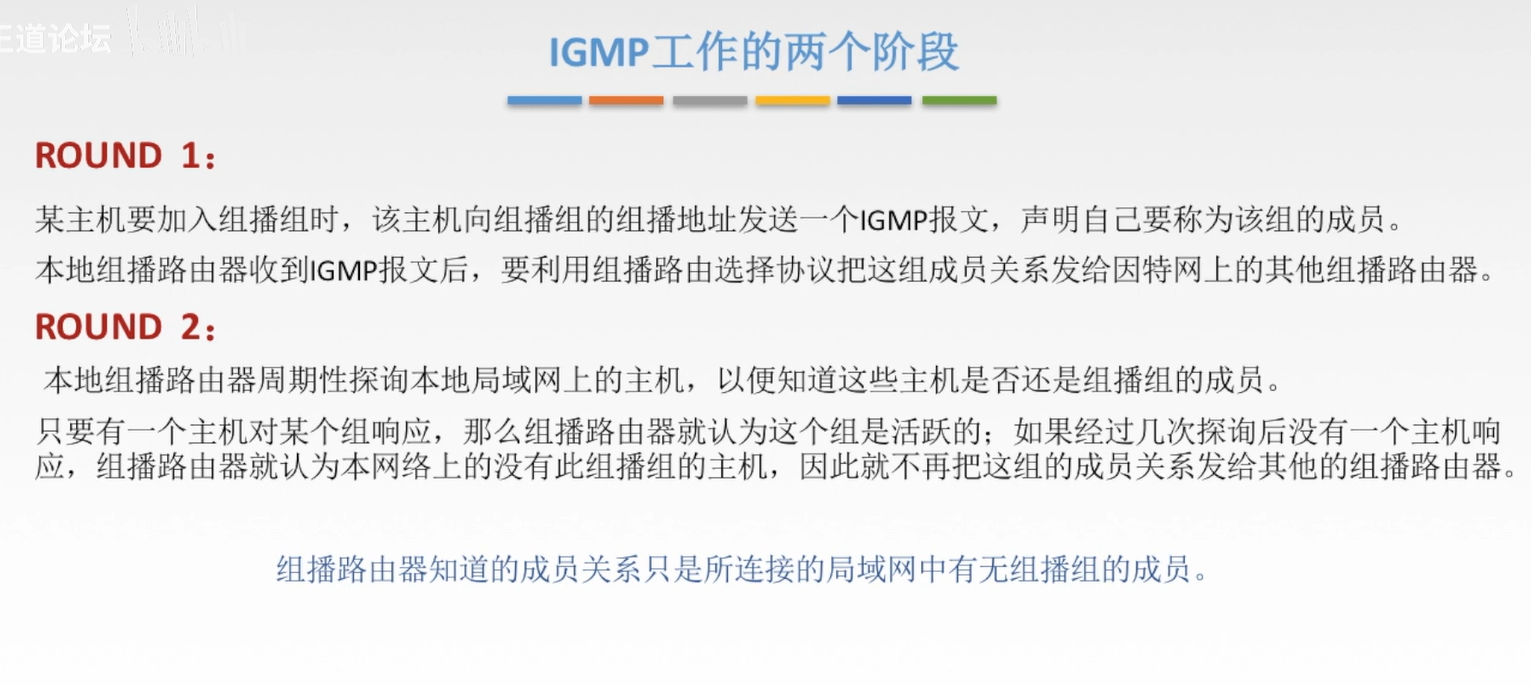 王道论坛
IGMP工作的两个阶段
ROUND 1：
某主机要加入组播组时，该主机向组播组的组播地址发送一个IGMP报文，声明自己要称为该组的成员。
本地组播路由器收到IGMP报文后，要利用组播路由选择协议把这组成员关系发给因特网上的其他组播路由器。
ROUND 2：
本地组播路由器周期性探询本地局域网上的主机，以便知道这些主机是否还是组播组的成员。
只要有一个主机对某个组响应，那么组播路由器就认为这个组是活跃的；如果经过几次探询后没有一个主机响
应，组播路由器就认为本网络上的没有此组播组的主机，因此就不再把这组的成员关系发给其他的组播路由器。
组播路由器知道的成员关系只是所连接的局域网中有无组播组的成员。